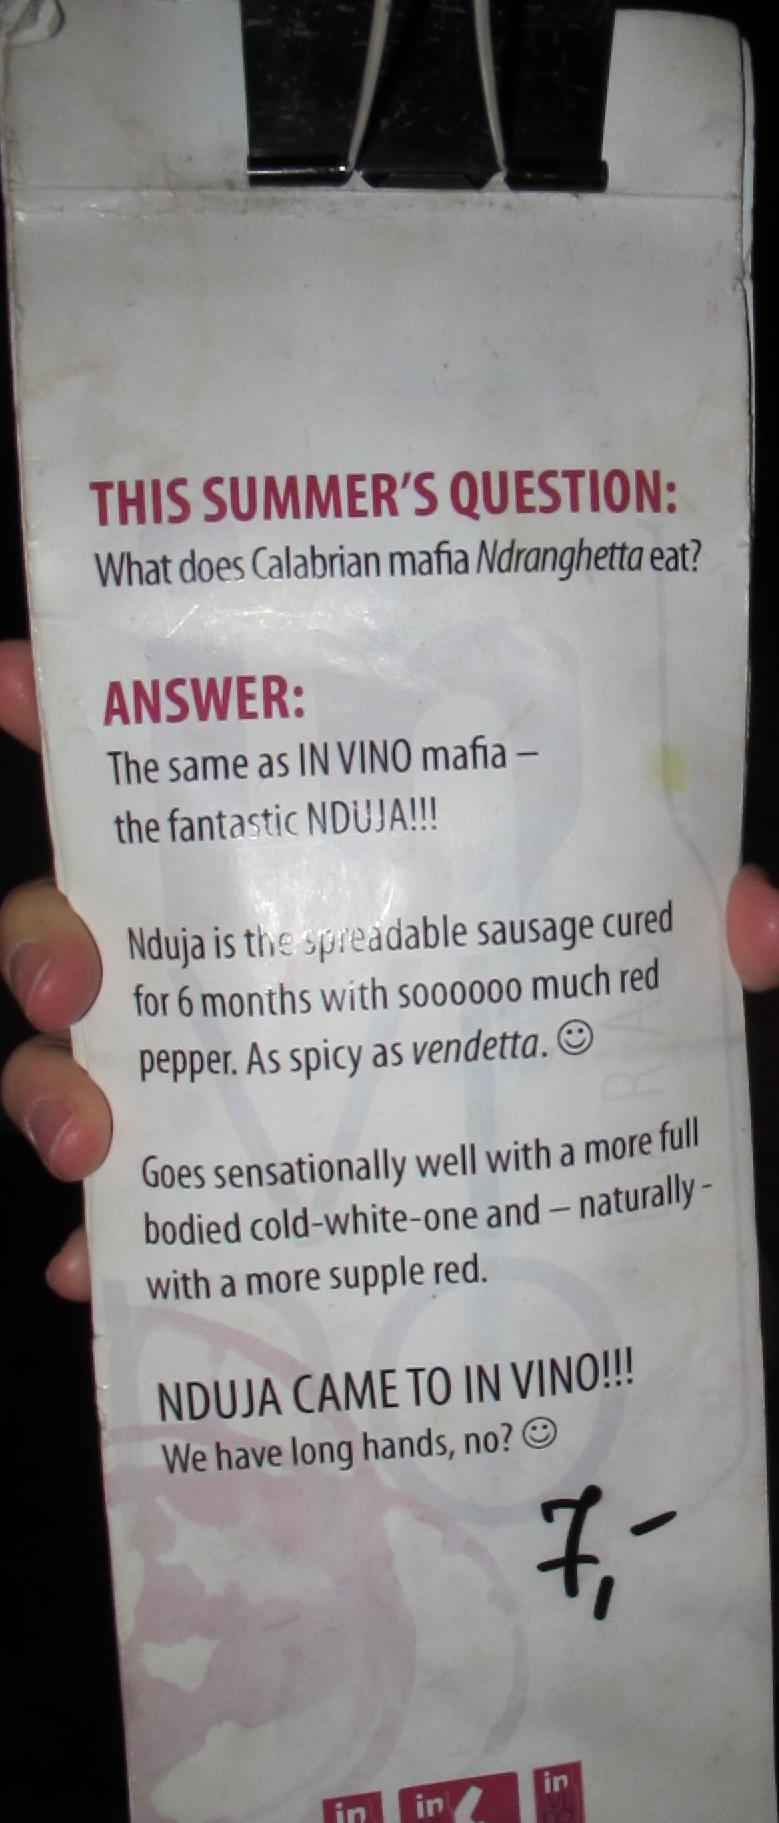 THIS SUMMER'S QUESTION:
What does Calabrian mafia Ndranghetta eat?
ANSWER:
The same as IN VINO mafia –
the fantastic NDUJA!!!
Nduja is the spreadable sausage cured
for 6 months with soooooo much red
pepper. As spicy as vendetta. ☺
Goes sensationally well with a more full
bodied cold-white-one and – naturally -
with a more supple red.
NDUJA CAME TO IN VINO!!!
We have long hands, no? ☺
7,-
in in in